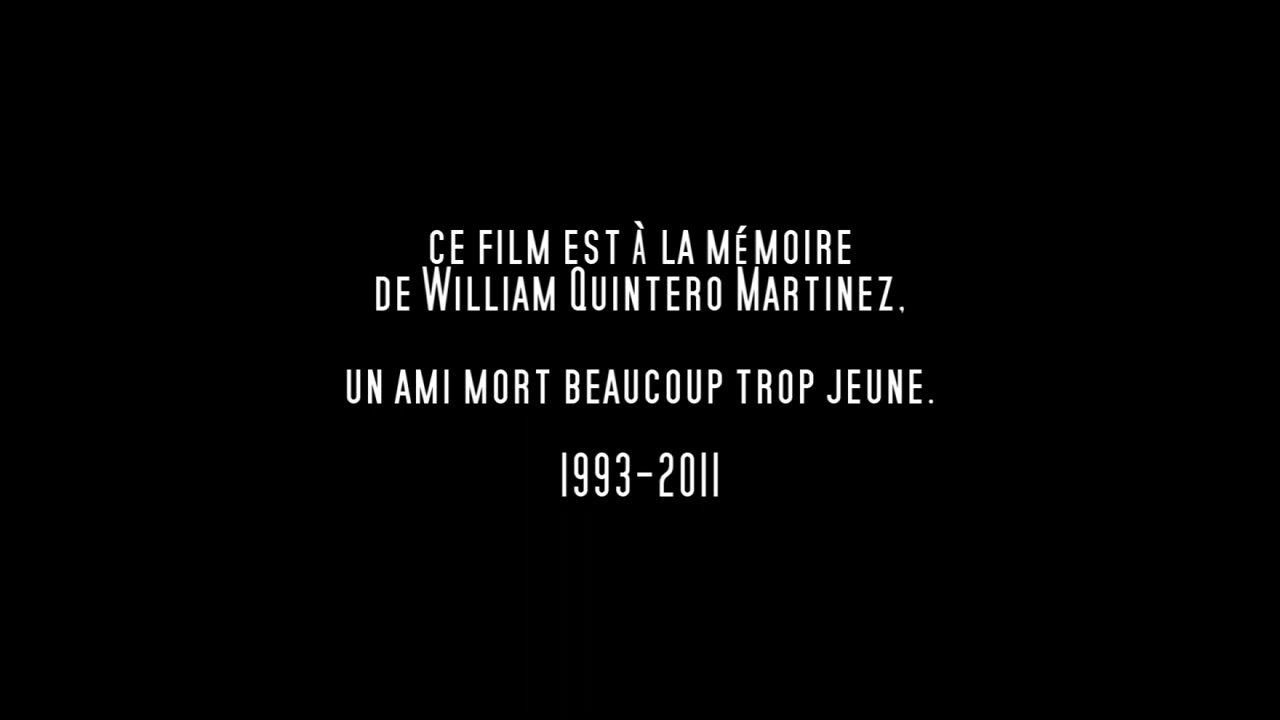 CE FILM EST À LA MÉMOIRE
DE WILLIAM QUINTERO MARTINEZ,
UN AMI MORT BEAUCOUP TROP JEUNE.
1993-2011